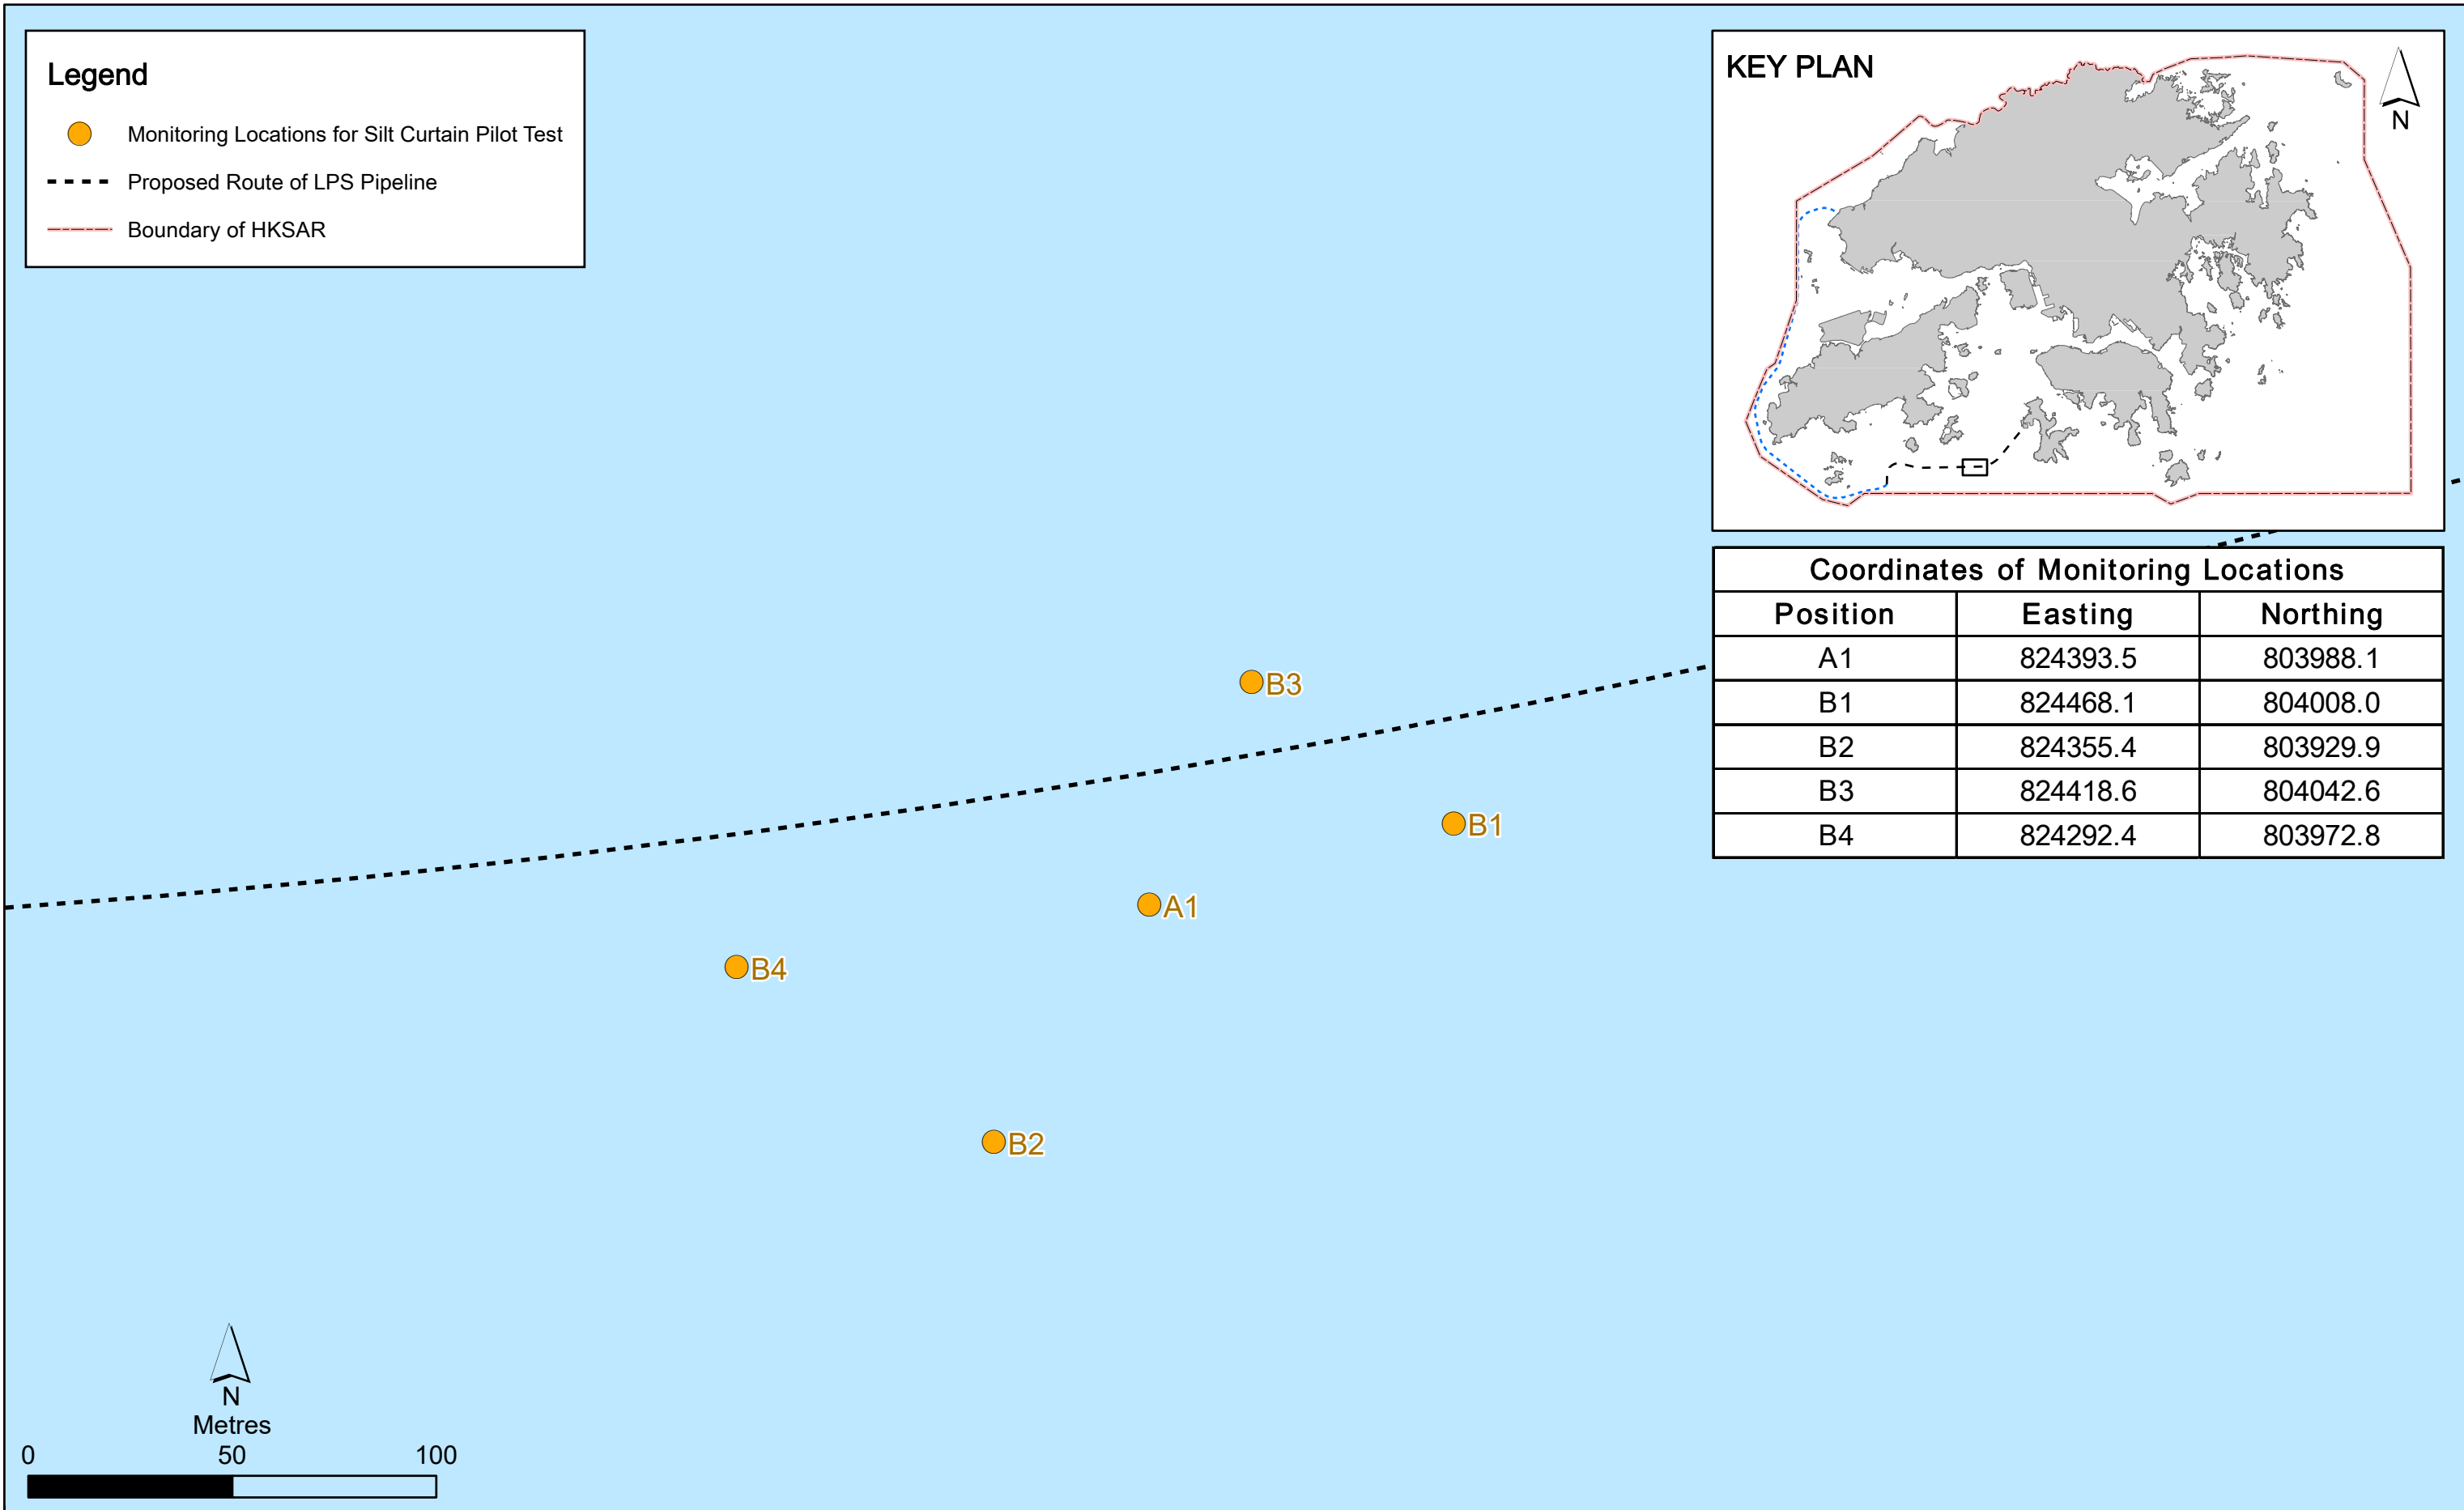 Legend
Monitoring Locations for Silt Curtain Pilot Test
Proposed Route of LPS Pipeline
Boundary of HKSAR
KEY PLAN
N
Coordinates of Monitoring Locations
Position Easting Northing
A1 824393.5 803988.1
B1 824468.1 804008.0
B2 824355.4 803929.9
B3 824418.6 804042.6
B4 824292.4 803972.8
B3
B1
A1
B4
B2
N
Metres
0 50 100